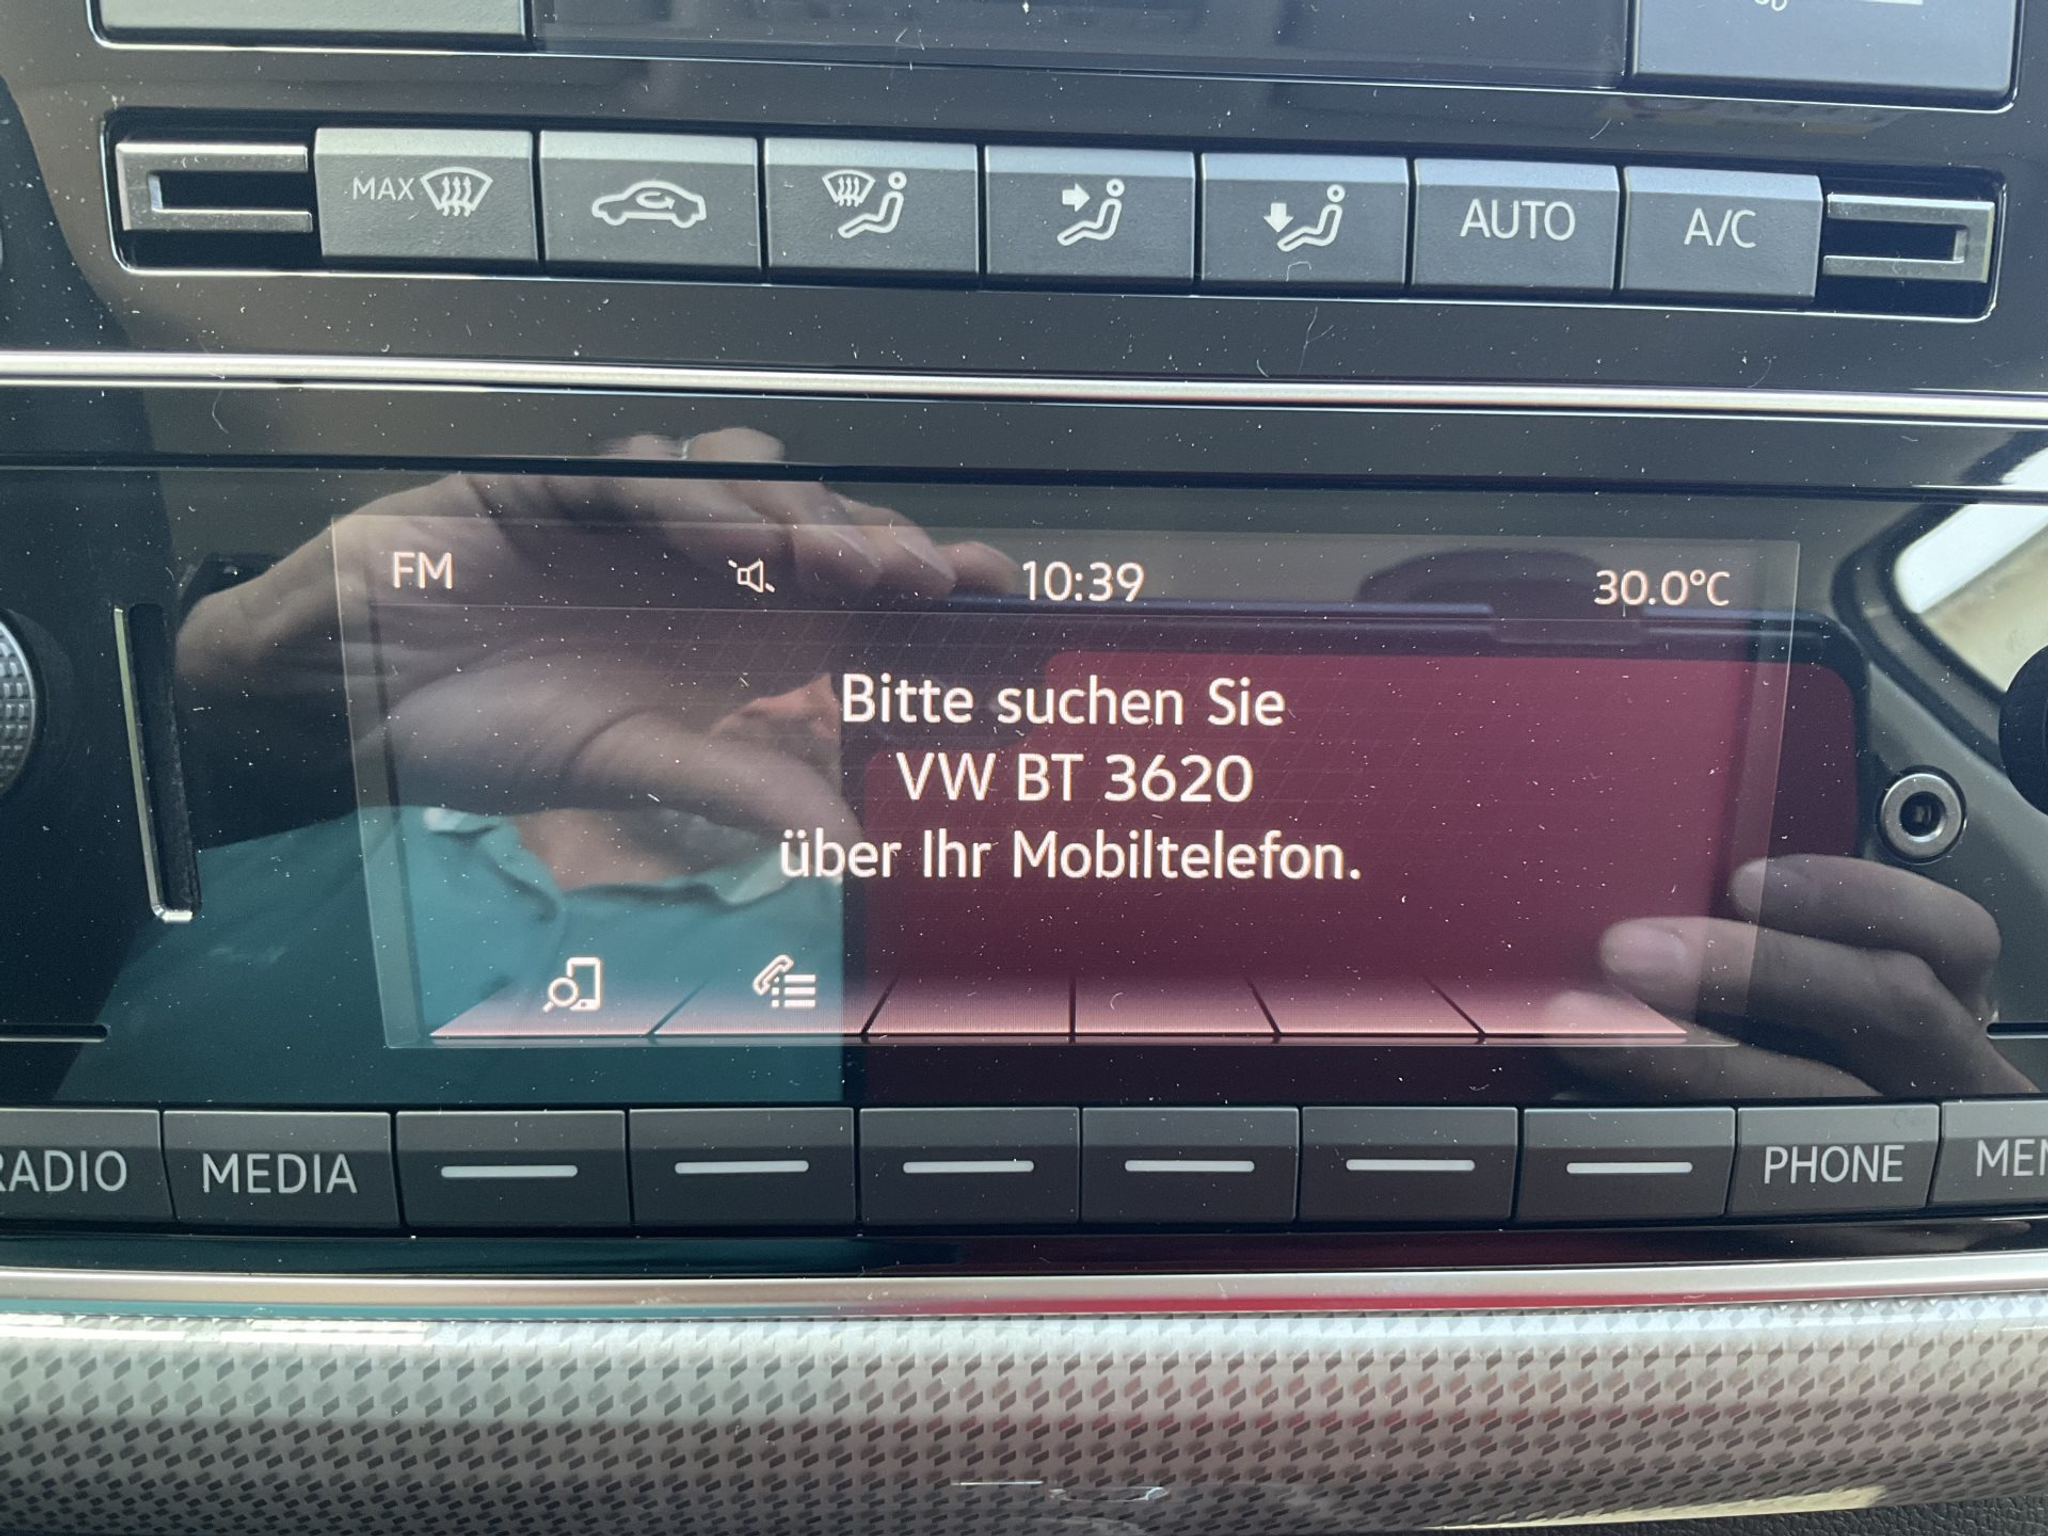 MAX
AUTO
A/C
FM 10:39 30.0°C
Bitte suchen Sie
VW BT 3620
über Ihr Mobiltelefon.
RADIO MEDIA PHONE